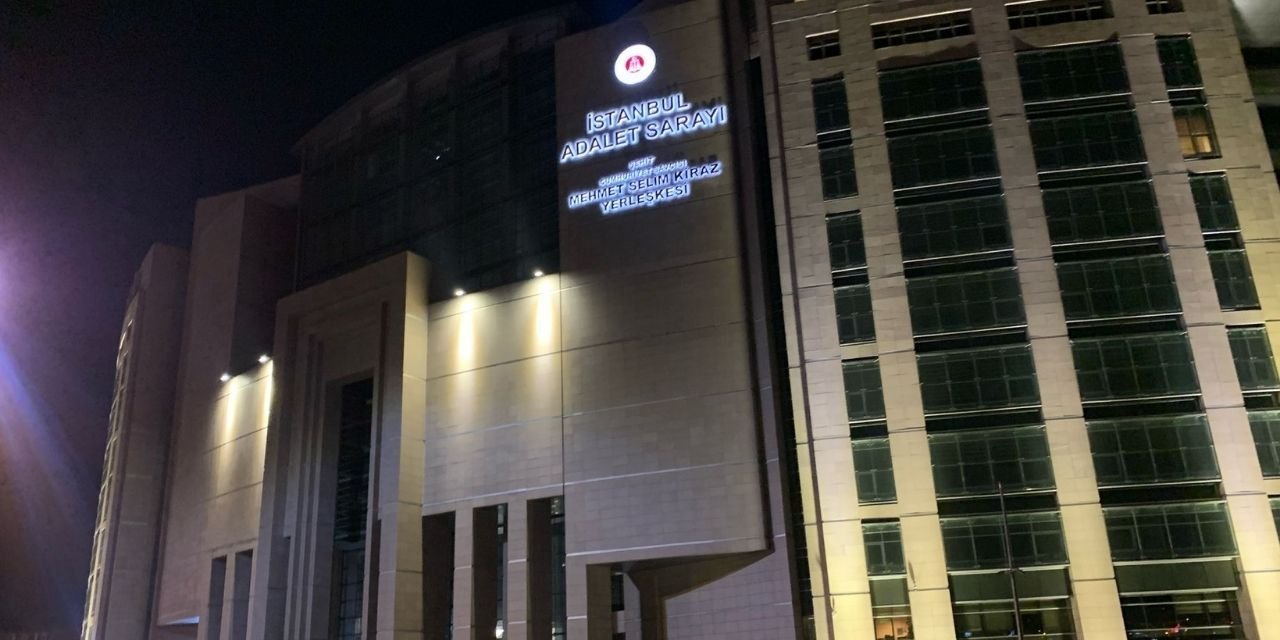 İSTANBUL
ADALET SARAYI
ŞEHİT
CUMHURİYET SAVCISI
MEHMET SELİM KİRAZ
YERLEŞKESİ